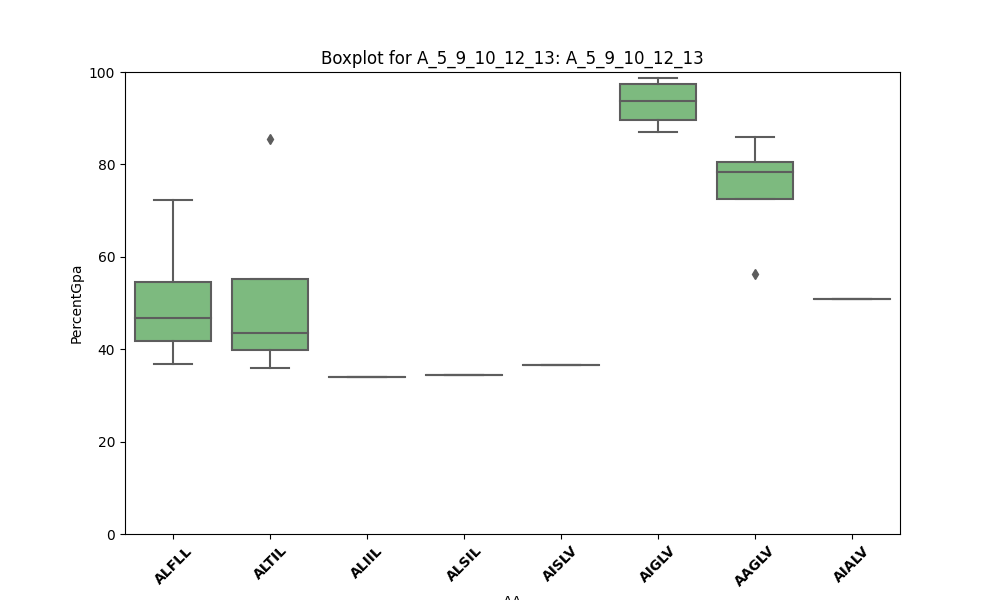 Boxplot for A_5_9_10_12_13: A_5_9_10_12_13
100
80
60
40
20
0
PercentGpa
ALFLL
ALTIL
ALIIL
ALSIL
AISLV
AIGLV
AAGLV
AIALV
AA